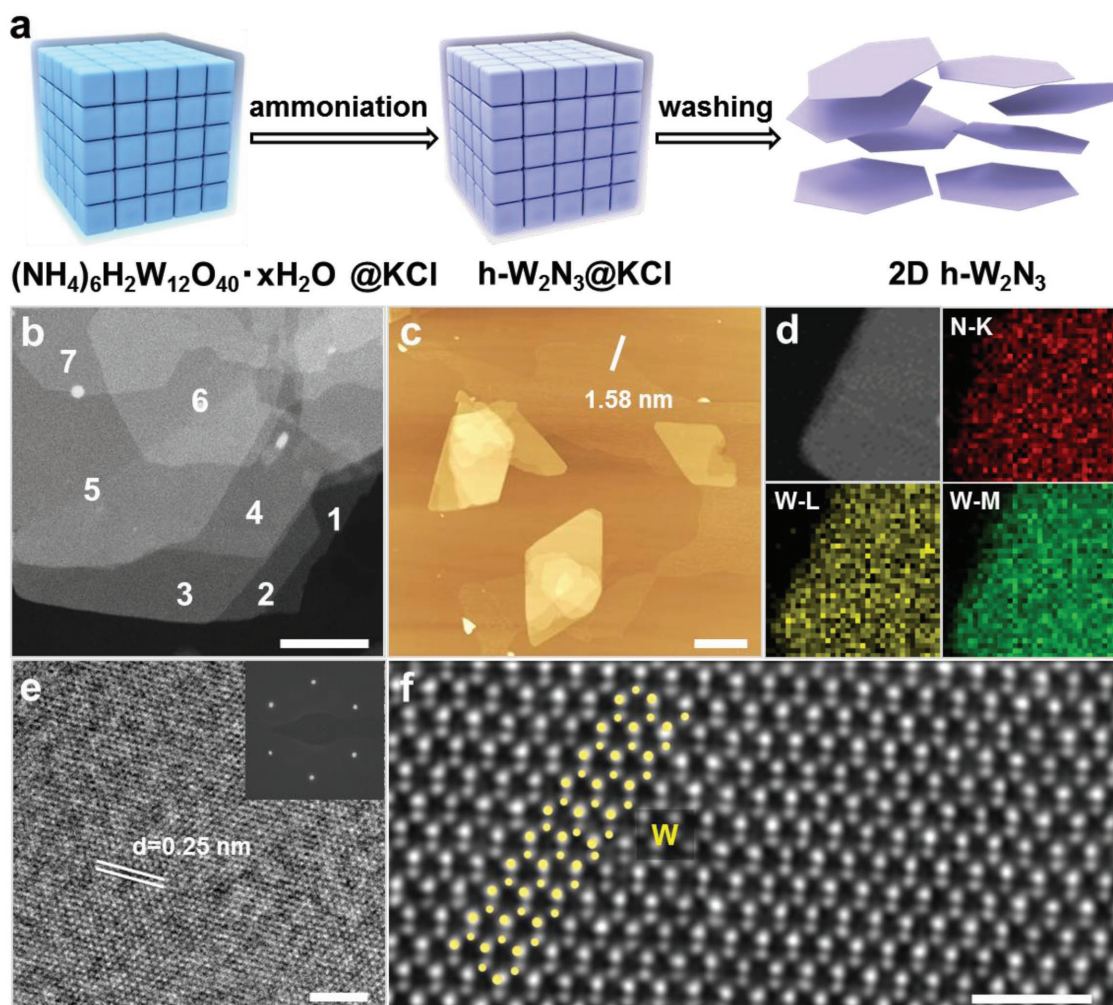 a
ammoniation
washing
(NH₄)₆H₂W₁₂O₄₀·xH₂O @KCl
h-W₂N₃@KCl
2D h-W₂N₃
b
7
6
5
4
1
3
2
c
1.58 nm
d
N-K
W-L
W-M
e
d=0.25 nm
f
W